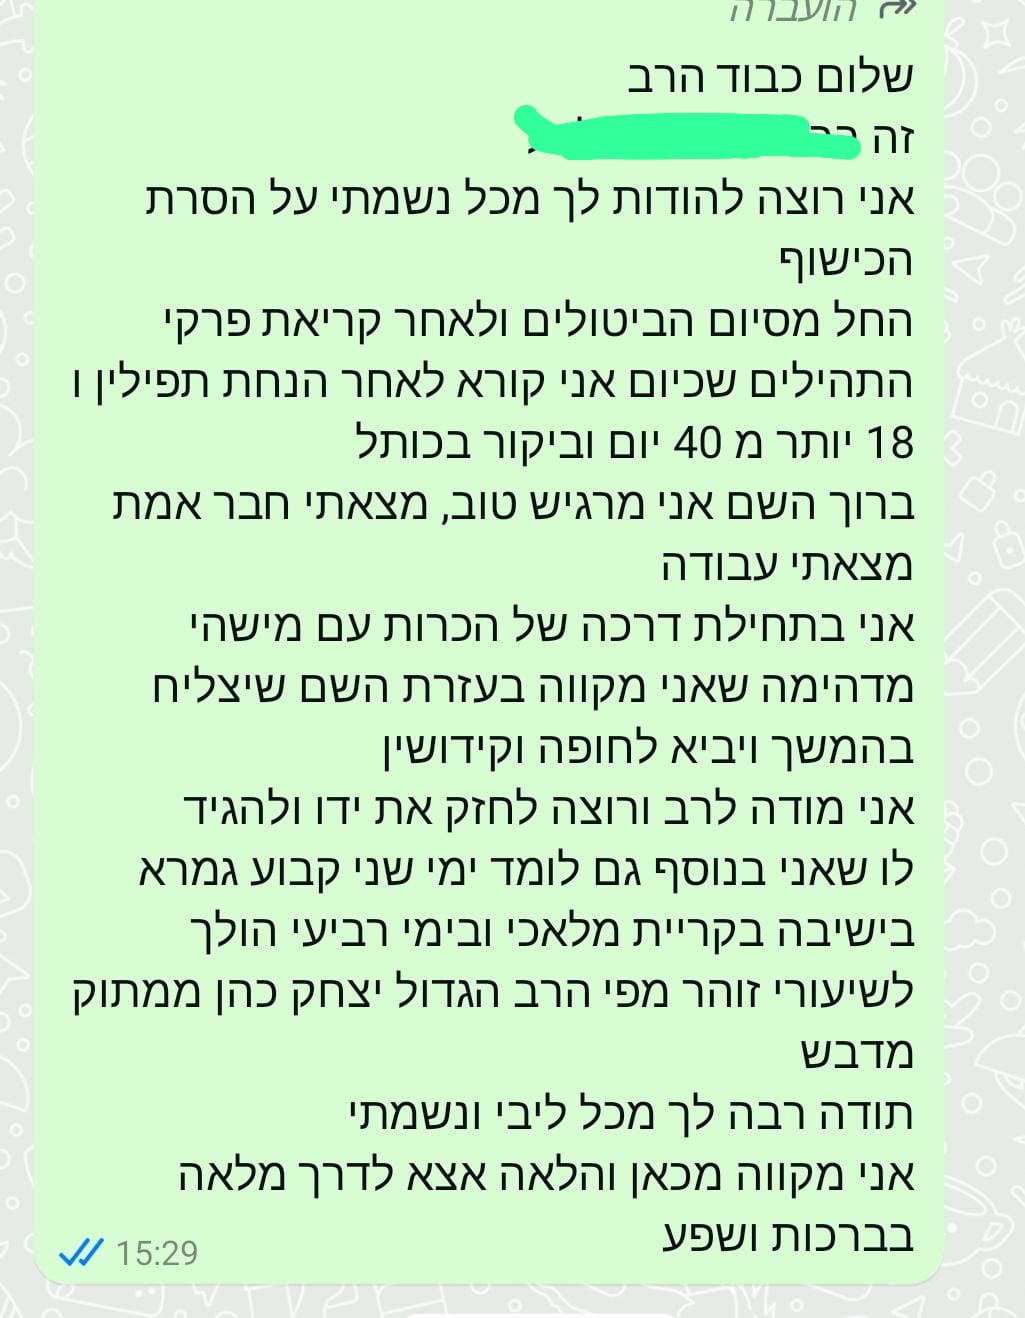 הועברה
שלום כבוד הרב
זה
אני רוצה להודות לך מכל נשמתי על הסרת
הכישוף
החל מסיום הביטולים ולאחר קריאת פרקי
התהילים שכיום אני קורא לאחר הנחת תפילין ו
18 יותר מ 40 יום וביקור בכותל
ברוך השם אני מרגיש טוב, מצאתי חבר אמת
מצאתי עבודה
אני בתחילת דרכה של הכרות עם מישהי
מדהימה שאני מקווה בעזרת השם שיצליח
בהמשך ויביא לחופה וקידושין
אני מודה לרב ורוצה לחזק את ידו ולהגיד
לו שאני בנוסף גם לומד ימי שני קבוע גמרא
בישיבה בקריית מלאכי ובימי רביעי הולך
לשיעורי זוהר מפי הרב הגדול יצחק כהן ממתוק
מדבש
תודה רבה לך מכל ליבי ונשמתי
אני מקווה מכאן והלאה אצא לדרך מלאה
בברכות ושפע
15:29